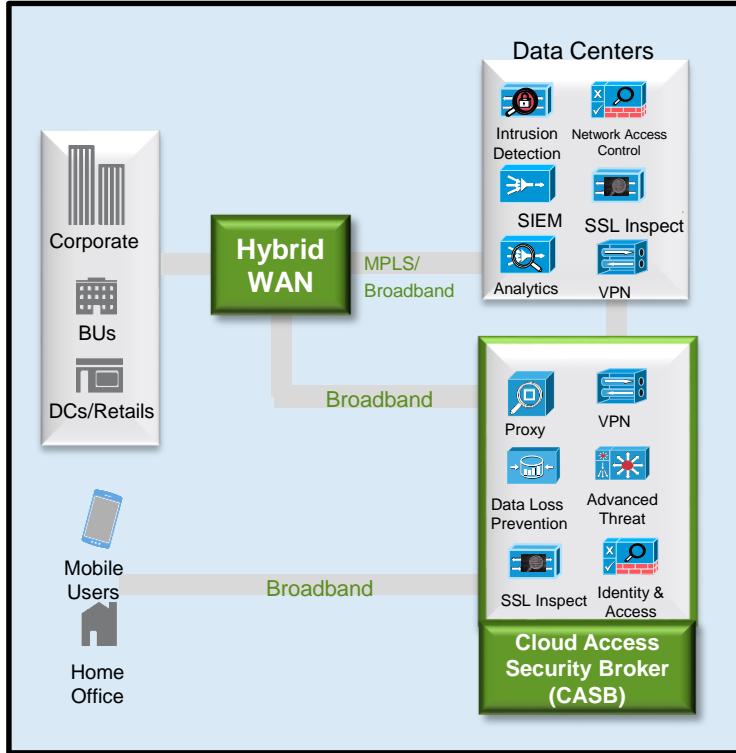 Data Centers
Intrusion
Detection
Network Access
Control
SIEM
SSL Inspect
Analytics
VPN
Corporate
BUs
DCs/Retails
Hybrid
WAN
MPLS/
Broadband
Broadband
Proxy
VPN
Data Loss
Prevention
Advanced
Threat
SSL Inspect
Identity &
Access
Cloud Access
Security Broker
(CASB)
Mobile
Users
Broadband
Home
Office